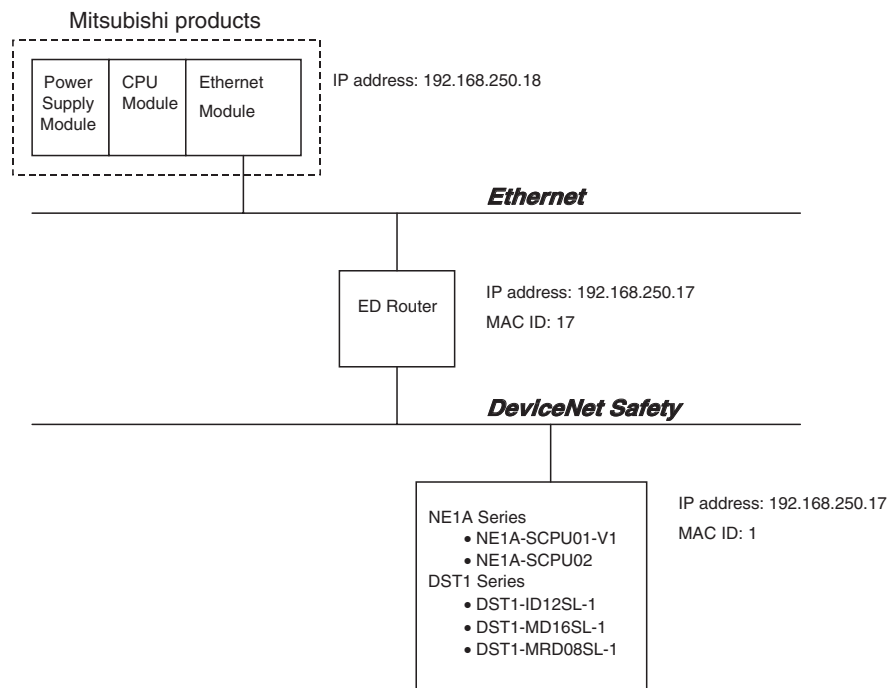 Mitsubishi products
Power
Supply
Module
CPU
Module
Ethernet
Module
IP address: 192.168.250.18
Ethernet
ED Router
IP address: 192.168.250.17
MAC ID: 17
DeviceNet Safety
NE1A Series
• NE1A-SCPU01-V1
• NE1A-SCPU02
DST1 Series
• DST1-ID12SL-1
• DST1-MD16SL-1
• DST1-MRD08SL-1
IP address: 192.168.250.17
MAC ID: 1